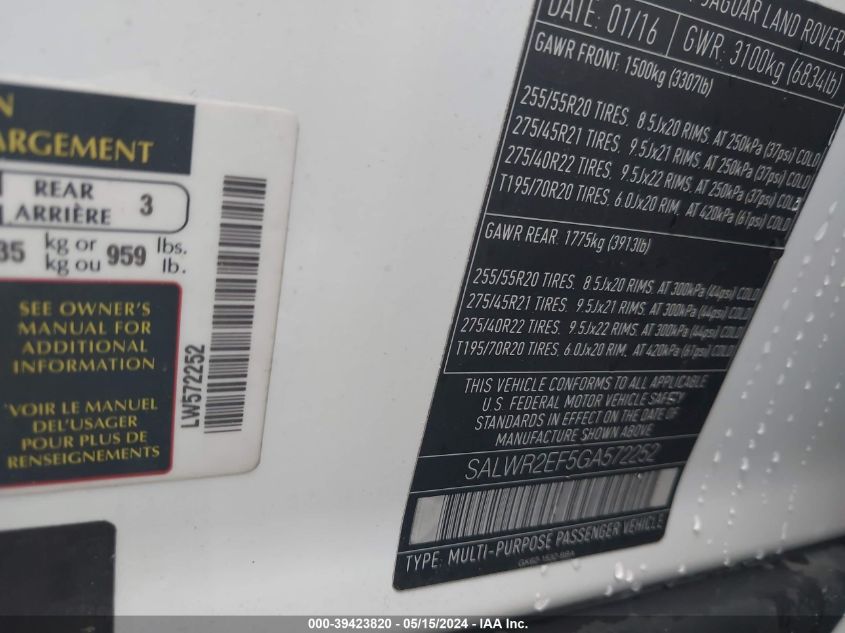 N
ARGEMENT
REAR
ARRIÈRE 3
35 kg or 959 lbs.
kg ou lb.
SEE OWNER'S
MANUAL FOR
ADDITIONAL
INFORMATION
VOIR LE MANUEL
DEL'USAGER
POUR PLUS DE
RENSEIGNEMENTS
LW572252
JAGUAR LAND ROVER
DATE: 01/16 GWR: 3100kg (6834lb)
GAWR FRONT: 1500kg (3307lb)
255/55R20 TIRES, 8.5Jx20 RIMS, AT 250kPa (37psi) COLD
275/45R21 TIRES, 9.5Jx21 RIMS, AT 250kPa (37psi) COLD
275/40R22 TIRES, 9.5Jx22 RIMS, AT 250kPa (37psi) COLD
T195/70R20 TIRES, 6.0Jx20 RIM, AT 420kPa (61psi) COLD
GAWR REAR: 1775kg (3913lb)
255/55R20 TIRES, 8.5Jx20 RIMS, AT 300kPa (44psi) COLD
275/45R21 TIRES, 9.5Jx21 RIMS, AT 300kPa (44psi) COLD
275/40R22 TIRES, 9.5Jx22 RIMS, AT 300kPa (44psi) COLD
T195/70R20 TIRES, 6.0Jx20 RIM, AT 420kPa (61psi) COLD
THIS VEHICLE CONFORMS TO ALL APPLICABLE
U.S. FEDERAL MOTOR VEHICLE SAFETY
STANDARDS IN EFFECT ON THE DATE OF
MANUFACTURE SHOWN ABOVE.
SALWR2EF5GA572252
TYPE: MULTI-PURPOSE PASSENGER VEHICLE
000-39423820 - 05/15/2024 - IAA Inc.